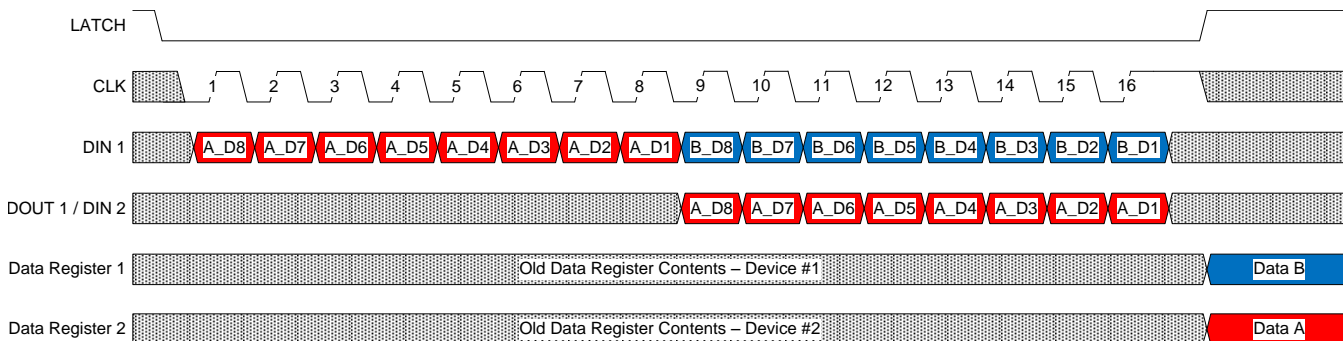 LATCH
CLK 1 2 3 4 5 6 7 8 9 10 11 12 13 14 15 16
DIN 1 A_D8 A_D7 A_D6 A_D5 A_D4 A_D3 A_D2 A_D1 B_D8 B_D7 B_D6 B_D5 B_D4 B_D3 B_D2 B_D1
DOUT 1 / DIN 2 A_D8 A_D7 A_D6 A_D5 A_D4 A_D3 A_D2 A_D1
Data Register 1 Old Data Register Contents – Device #1 Data B
Data Register 2 Old Data Register Contents – Device #2 Data A